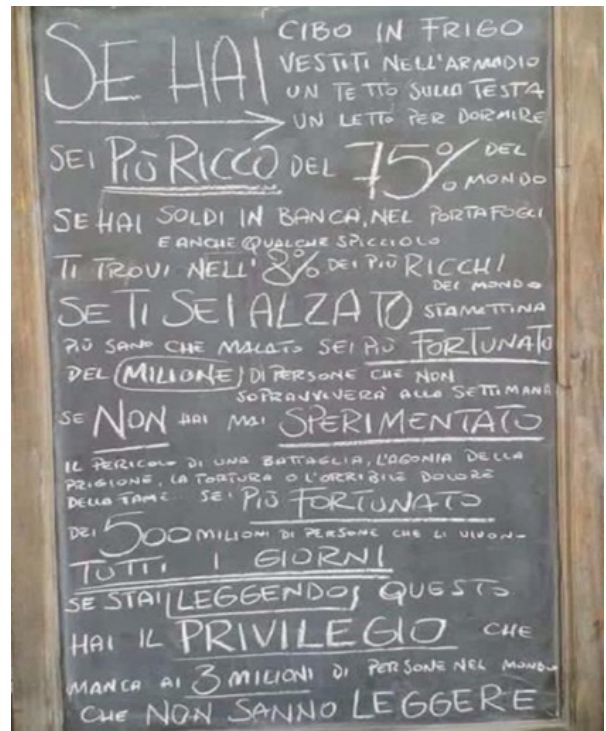 SE HAI CIBO IN FRIGO
VESTITI NELL'ARMADIO
UN TETTO SULLA TESTA
UN LETTO PER DORMIRE
SEI PIÙ RICCO DEL 75% DEL
MONDO
SE HAI SOLDI IN BANCA, NEL PORTAFOGLI
E ANCHE QUALCHE SPICCIOLO
TI TROVI NELL'8% DEI PIÙ RICCHI
DEL MONDO
SE TI SEI ALZATO STAMETTINA
PIÙ SANO CHE MALATO SEI PIÙ FORTUNATO
DEL MILIONE DI PERSONE CHE NON
SOPRAVVIVERÀ ALLA SETTIMANA
SE NON HAI MAI SPERIMENTATO
IL PERICOLO DI UNA BATTAGLIA, L'AGONIA DELLA
PRIGIONE, LA TORTURA O L'ORRIBILE DOLORE
DELLA FAME SEI PIÙ FORTUNATO
DEI 500 MILIONI DI PERSONE CHE LI VIVONO
TUTTI I GIORNI
SE STAI LEGGENDO QUESTO
HAI IL PRIVILEGIO CHE
MANCA AI 3 MILIONI DI PERSONE NEL MONDO
CHE NON SANNO LEGGERE